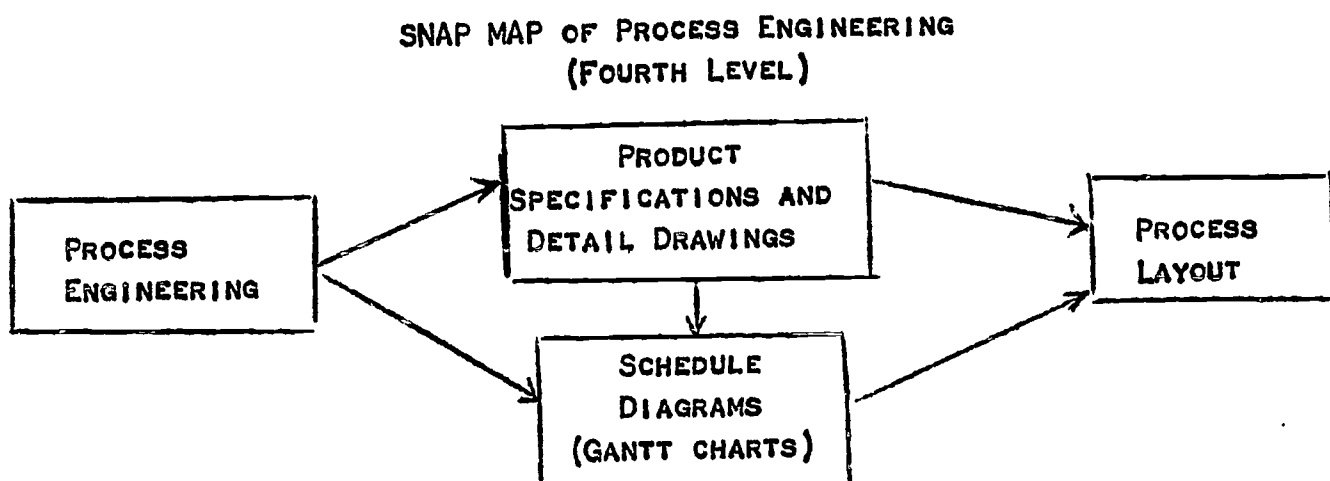 SNAP MAP OF PROCESS ENGINEERING
(FOURTH LEVEL)
PRODUCT
SPECIFICATIONS AND
DETAIL DRAWINGS
PROCESS
ENGINEERING
PROCESS
LAYOUT
SCHEDULE
DIAGRAMS
(GANTT CHARTS)